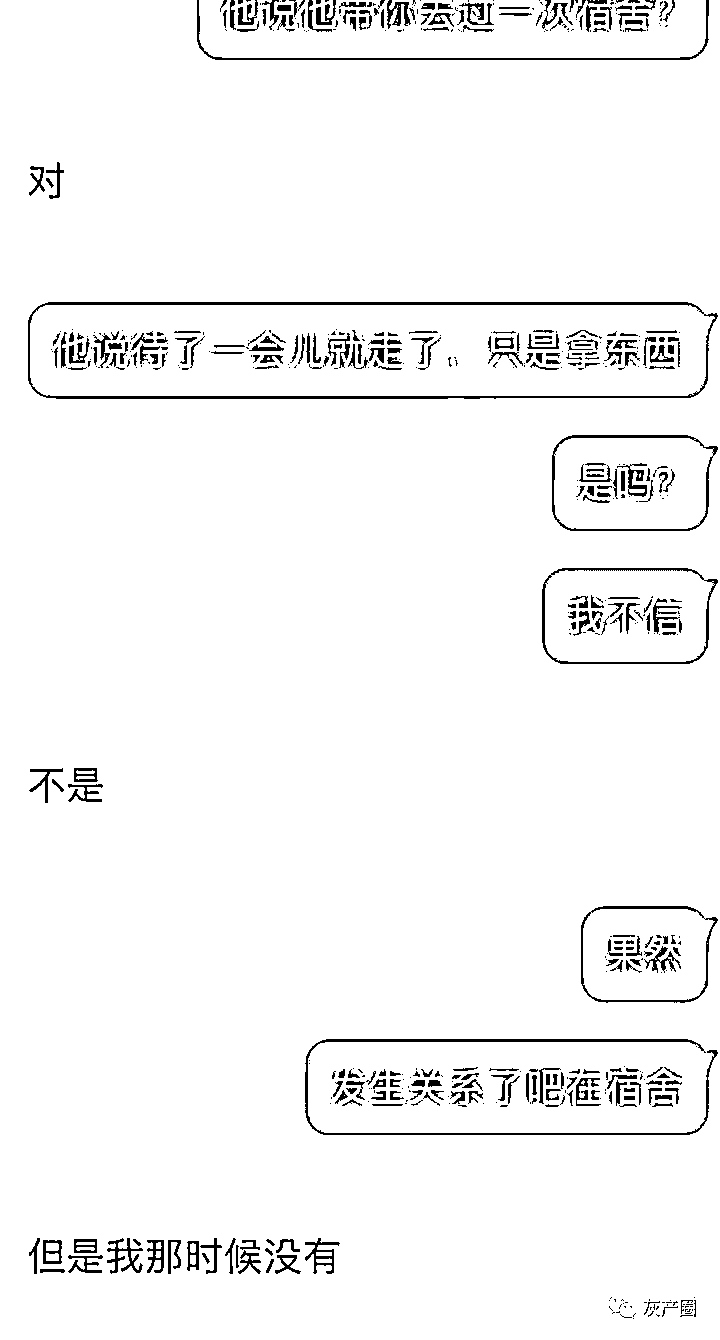 他说他带你去过一次宿舍?
对
他说待了一会儿就走了。只是拿东西
是吗?
我不信
不是
果然
发生关系了吧在宿舍
但是我那时候没有
灰产圈